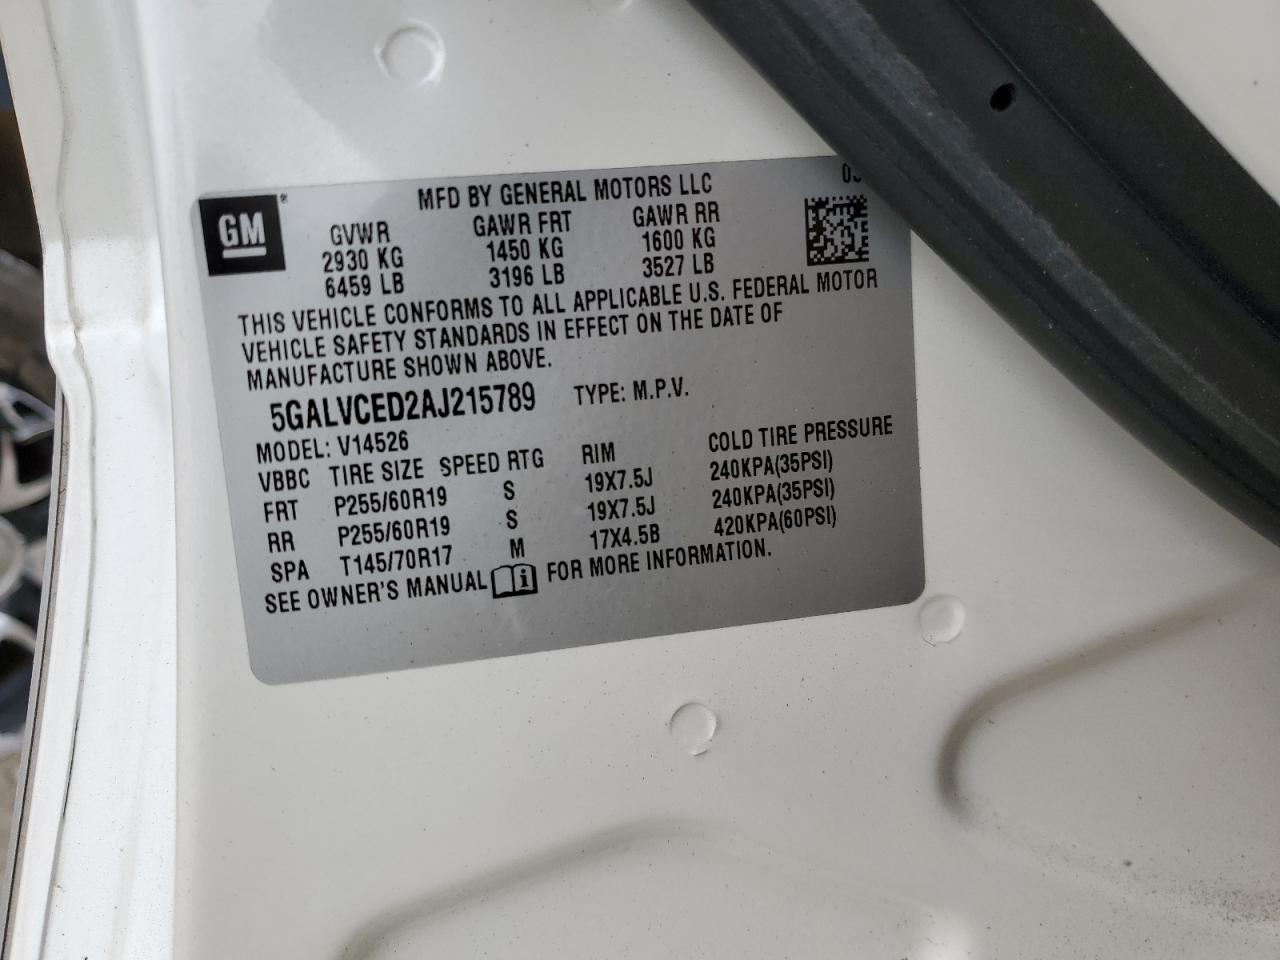 GM
MFD BY GENERAL MOTORS LLC
GVWR GAWR FRT GAWR RR
2930 KG 1450 KG 1600 KG
6459 LB 3196 LB 3527 LB
THIS VEHICLE CONFORMS TO ALL APPLICABLE U.S. FEDERAL MOTOR
VEHICLE SAFETY STANDARDS IN EFFECT ON THE DATE OF
MANUFACTURE SHOWN ABOVE.
5GALVCED2AJ215789 TYPE: M.P.V.
MODEL: V14526
VBBC TIRE SIZE SPEED RTG RIM COLD TIRE PRESSURE
FRT P255/60R19 S 19X7.5J 240KPA(35PSI)
RR P255/60R19 S 19X7.5J 240KPA(35PSI)
SPA T145/70R17 M 17X4.5B 420KPA(60PSI)
SEE OWNER'S MANUAL FOR MORE INFORMATION.